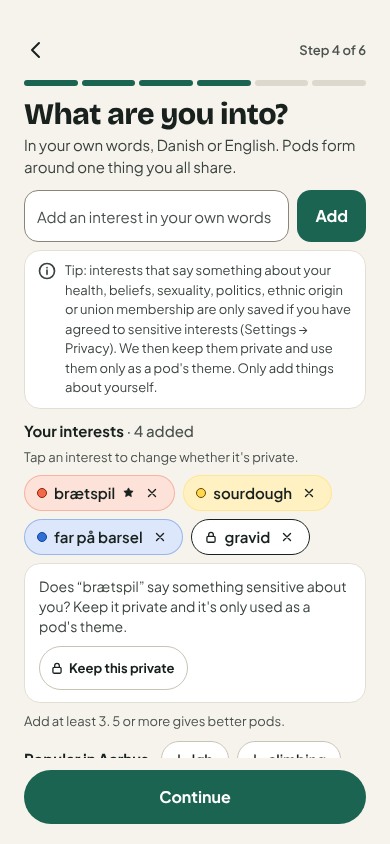 Step 4 of 6
What are you into?
In your own words, Danish or English. Pods form
around one thing you all share.
Add an interest in your own words
Add
Tip: interests that say something about your
health, beliefs, sexuality, politics, ethnic origin
or union membership are only saved if you have
agreed to sensitive interests (Settings →
Privacy). We then keep them private and use
them only as a pod's theme. Only add things
about yourself.
Your interests · 4 added
Tap an interest to change whether it's private.
brætspil ★ ×
sourdough ×
far på barsel ×
gravid ×
Does “brætspil” say something sensitive about
you? Keep it private and it's only used as a
pod's theme.
Keep this private
Add at least 3. 5 or more gives better pods.
Continue